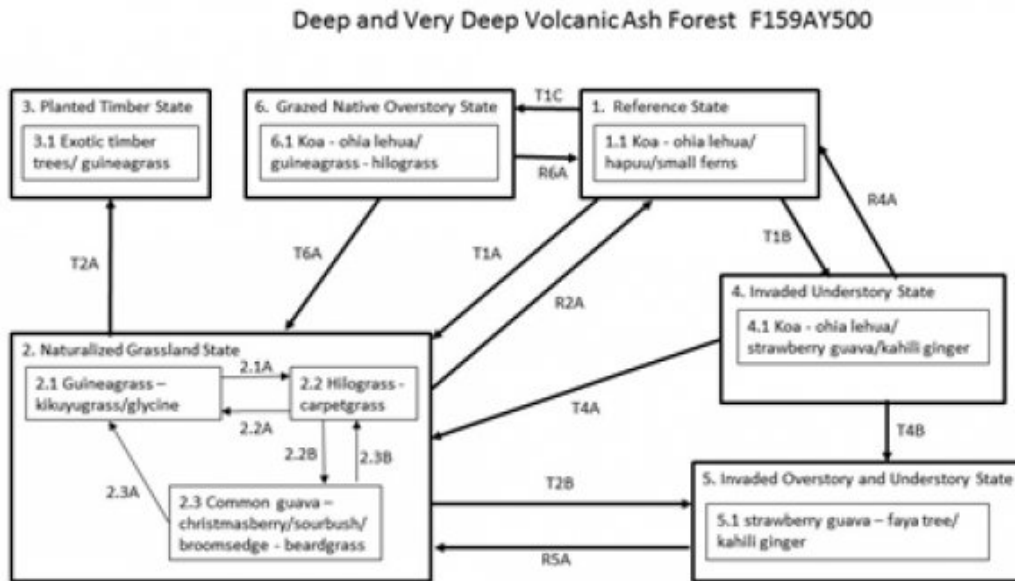 Deep and Very Deep Volcanic Ash Forest F159AY500
3. Planted Timber State
3.1 Exotic timber
trees/ guineagrass
6. Grazed Native Overstory State
6.1 Koa - ohia lehua/
guineagrass - hilograss
T1C
R6A
1. Reference State
1.1 Koa - ohia lehua/
hapuu/small ferns
T2A
T6A
T1A
R2A
T1B
R4A
4. Invaded Understory State
4.1 Koa - ohia lehua/
strawberry guava/kahili ginger
2. Naturalized Grassland State
2.1 Guineagrass –
kikuyugrass/glycine
2.1A
2.2A
2.2 Hilograss -
carpetgrass
2.2B
2.3B
2.3A
2.3 Common guava –
christmasberry/sourbush/
broomsedge - beardgrass
T4A
T4B
T2B
R5A
5. Invaded Overstory and Understory State
5.1 strawberry guava – faya tree/
kahili ginger